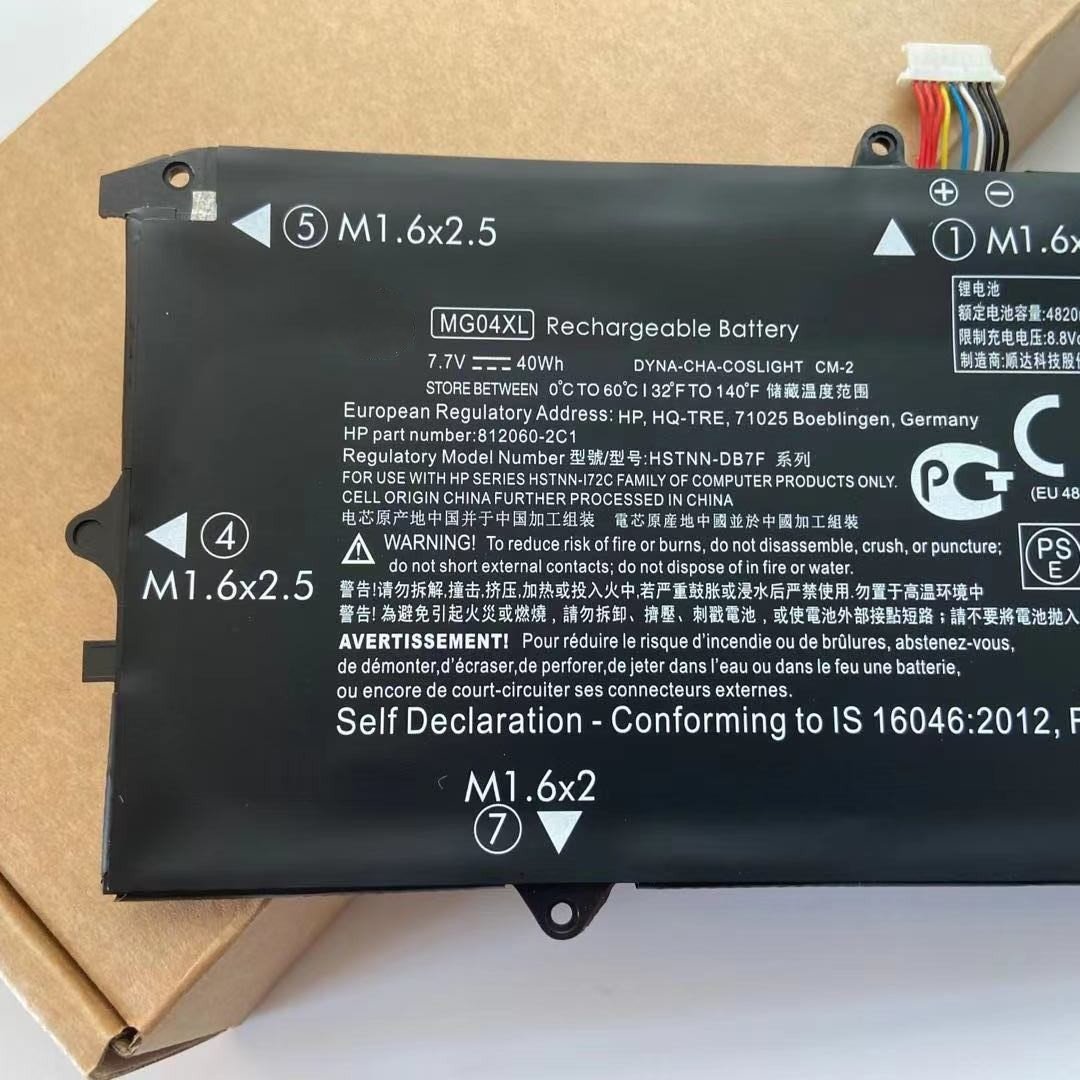 ⑤ M1.6x2.5
+ −
① M1.6x
MG04XL Rechargeable Battery
7.7V 40Wh DYNA-CHA-COSLIGHT CM-2
STORE BETWEEN 0°C TO 60°C I 32°F TO 140°F 储藏温度范围
锂电池
额定电池容量:4820
限制充电电压:8.8V
制造商:顺达科技股份
European Regulatory Address: HP, HQ-TRE, 71025 Boeblingen, Germany
HP part number:812060-2C1
Regulatory Model Number 型號/型号:HSTNN-DB7F 系列
FOR USE WITH HP SERIES HSTNN-I72C FAMILY OF COMPUTER PRODUCTS ONLY.
CELL ORIGIN CHINA FURTHER PROCESSED IN CHINA
电芯原产地中国并于中国加工组装 電芯原産地中國並於中國加工組裝
PCT
C
(EU 48
④
M1.6x2.5
WARNING! To reduce risk of fire or burns, do not disassemble, crush, or puncture;
do not short external contacts; do not dispose of in fire or water.
PS
E
警告!请勿拆解,撞击,挤压,加热或投入火中,若严重鼓胀或浸水后严禁使用.勿置于高温环境中
警告! 為避免引起火災或燃燒，請勿拆卸、擠壓、刺戳電池，或使電池外部接點短路；請不要將電池拋入
AVERTISSEMENT! Pour réduire le risque d'incendie ou de brûlures, abstenez-vous,
de démonter,d'écraser,de perforer,de jeter dans l'eau ou dans le feu une batterie,
ou encore de court-circuiter ses connecteurs externes.
Self Declaration - Conforming to IS 16046:2012,
M1.6x2
⑦